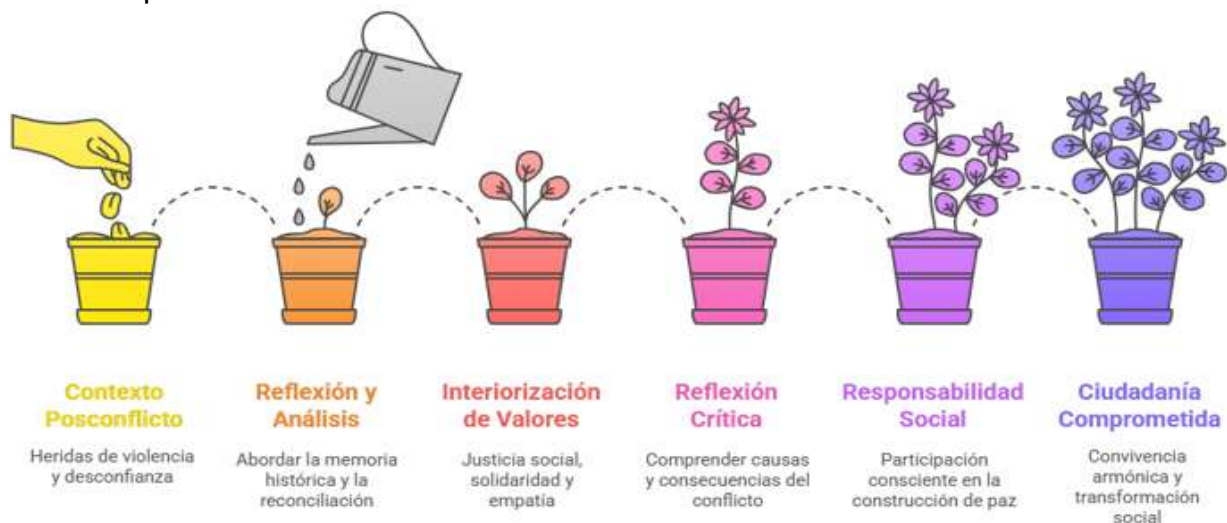 Contexto
Posconflicto
Heridas de violencia
y desconfianza
Reflexión y
Análisis
Abordar la memoria
histórica y la
reconciliación
Interiorización
de Valores
Justicia social,
solidaridad y
empatía
Reflexión
Crítica
Comprender causas
y consecuencias del
conflicto
Responsabilidad
Social
Participación
consciente en la
construcción de paz
Ciudadanía
Comprometida
Convivencia
armónica y
transformación
social